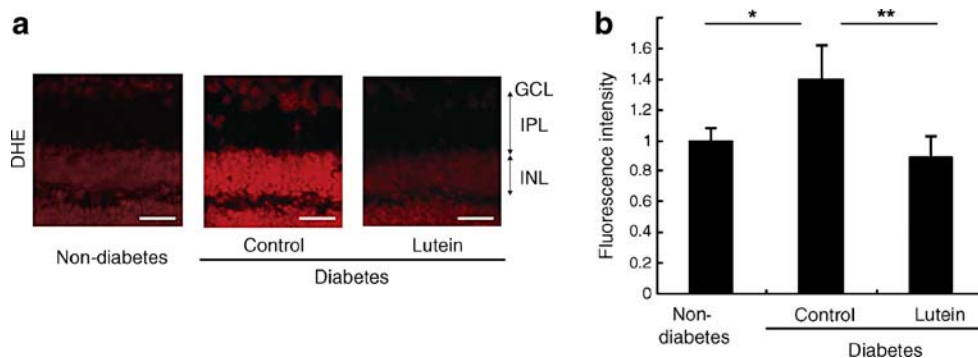 a
DHE
GCL
IPL
INL
Non-diabetes
Control
Lutein
Diabetes
b
*
**
Fluorescence intensity
1.6
1.4
1.2
1
0.8
0.6
0.4
0.2
0
Non-
diabetes
Control
Lutein
Diabetes